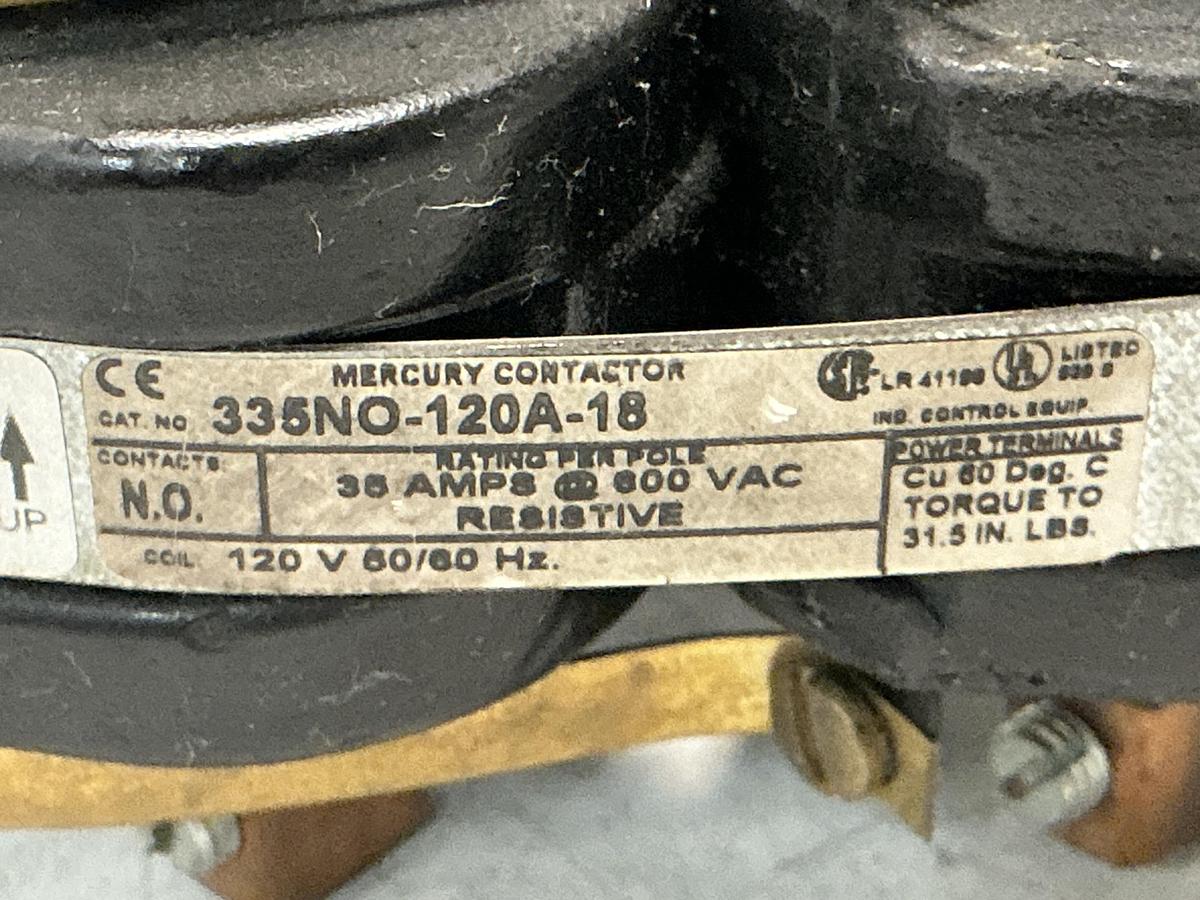 UP
CE
MERCURY CONTACTOR
LISTED
CAT. NO 335NO-120A-18
IND. CONTROL EQUIP.
CONTACTS:
N.O.
RATING PER POLE
35 AMPS @ 600 VAC
RESISTIVE
POWER TERMINALS
Cu 60 Deg. C
TORQUE TO
31.5 IN. LBS.
COIL 120 V 50/60 Hz.